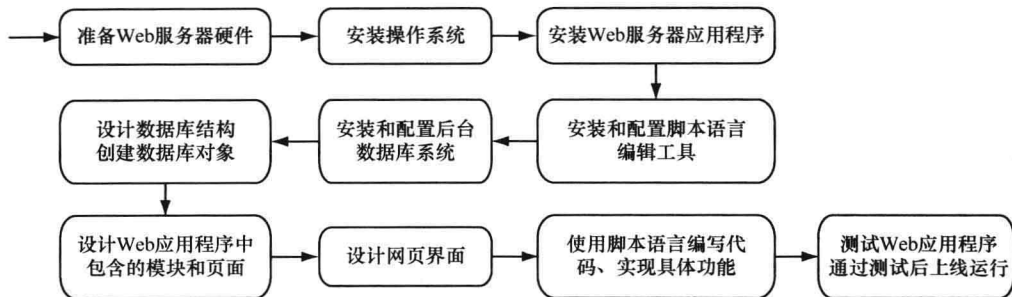 准备Web服务器硬件
安装操作系统
安装Web服务器应用程序
安装和配置脚本语言
编辑工具
安装和配置后台
数据库系统
设计数据库结构
创建数据库对象
设计Web应用程序中
包含的模块和页面
设计网页界面
使用脚本语言编写代
码、实现具体功能
测试Web应用程序
通过测试后上线运行